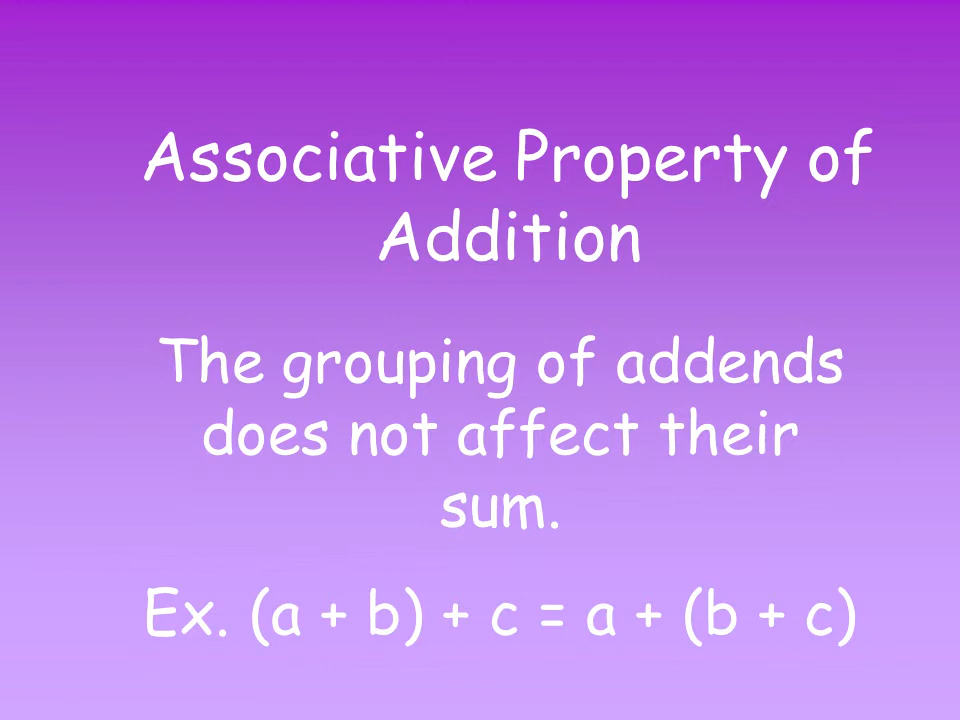 Associative Property of
Addition
The grouping of addends
does not affect their
sum.
Ex. (a + b) + c = a + (b + c)